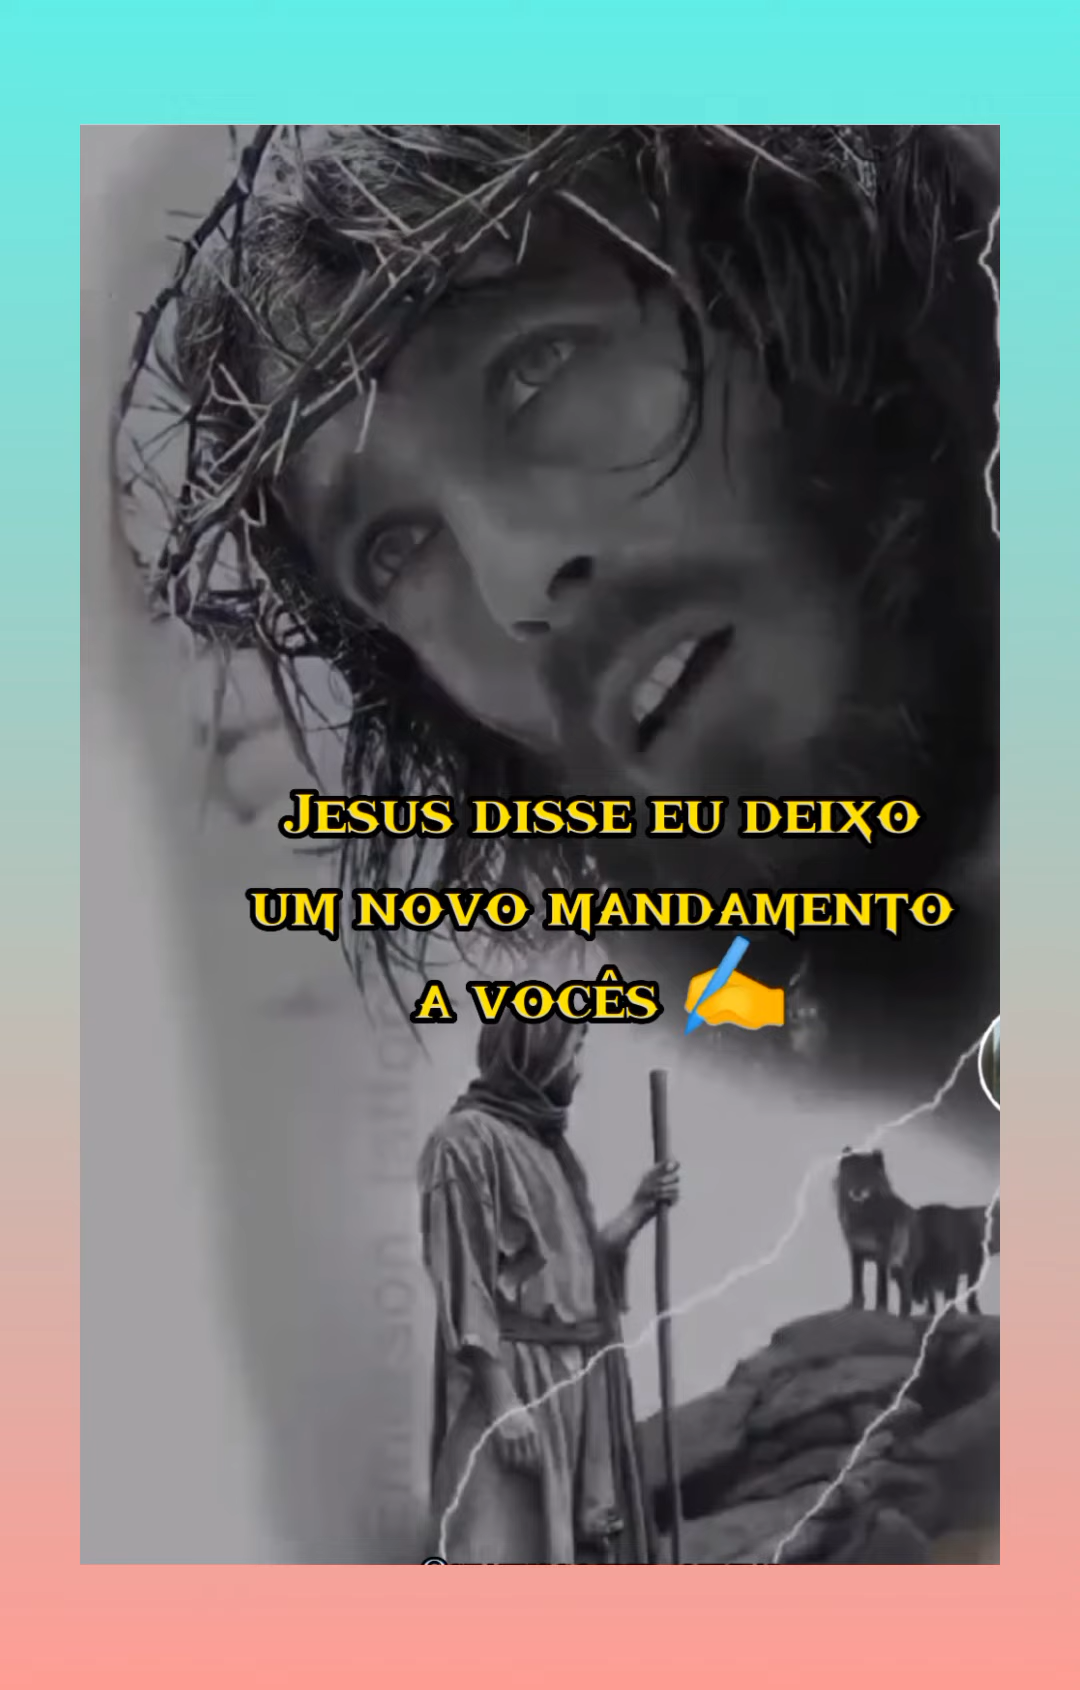 Jesus disse eu deixo
um novo mandamento
a vocês ✍